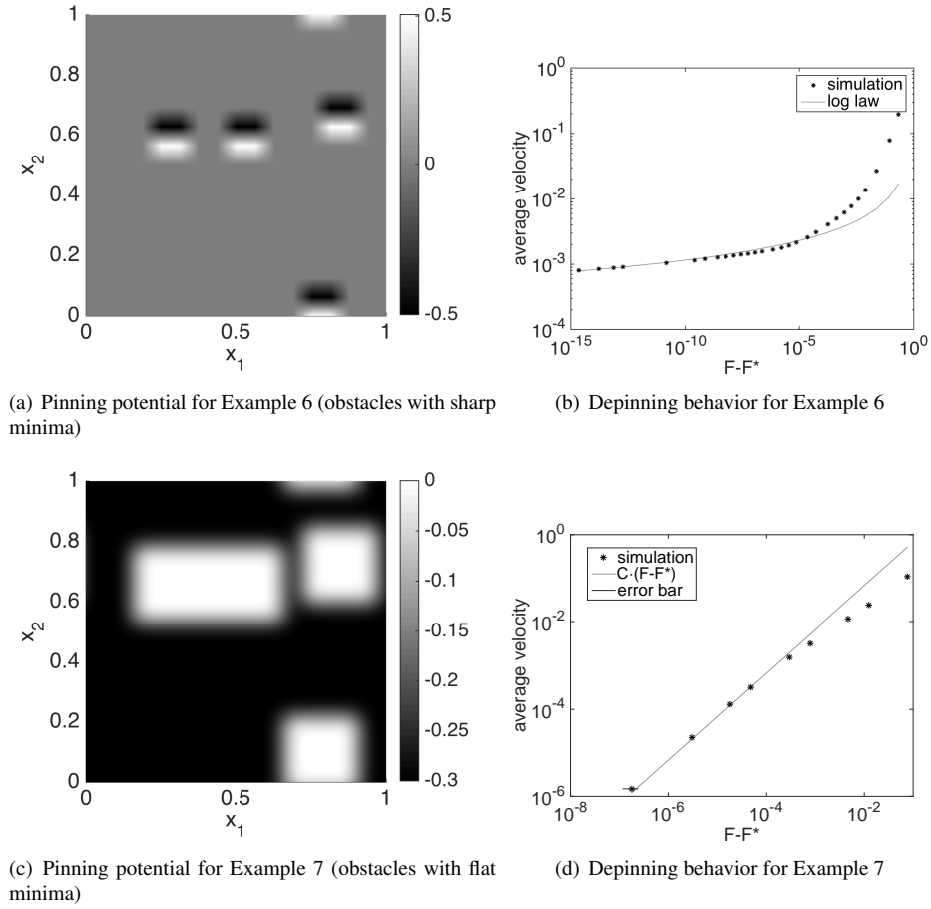 1
0.8
0.6
0.4
0.2
0
0
0.5
1
x₂
x₁
0.5
0
-0.5
10⁰
10⁻¹
10⁻²
10⁻³
10⁻⁴
10⁻¹⁵
10⁻¹⁰
10⁻⁵
10⁰
average velocity
F-F*
simulation
log law
(a) Pinning potential for Example 6 (obstacles with sharp
minima)
(b) Depinning behavior for Example 6
1
0.8
0.6
0.4
0.2
0
0
0.5
1
x₂
x₁
0
-0.05
-0.1
-0.15
-0.2
-0.25
-0.3
10⁰
10⁻²
10⁻⁴
10⁻⁶
10⁻⁸
10⁻⁶
10⁻⁴
10⁻²
average velocity
F-F*
simulation
C·(F-F*)
error bar
(c) Pinning potential for Example 7 (obstacles with flat
minima)
(d) Depinning behavior for Example 7